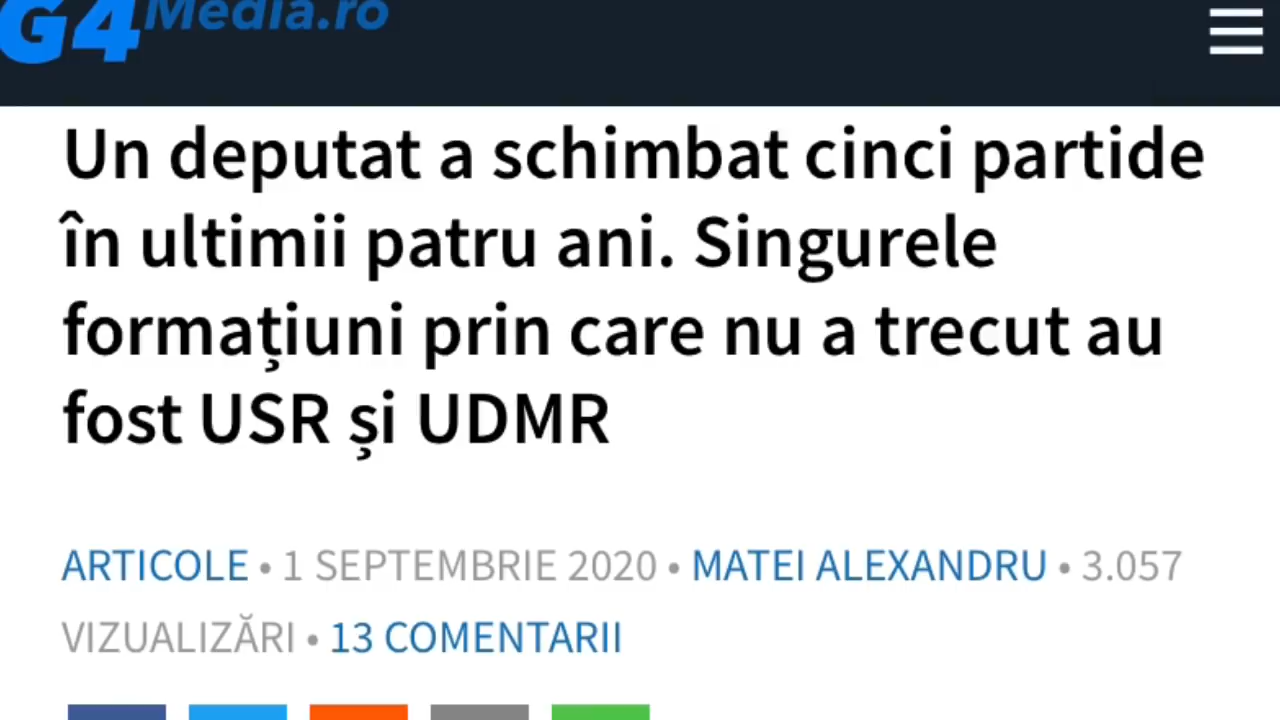 G4Media.ro
Un deputat a schimbat cinci partide
în ultimii patru ani. Singurele
formațiuni prin care nu a trecut au
fost USR și UDMR
ARTICOLE • 1 SEPTEMBRIE 2020 • MATEI ALEXANDRU • 3.057
VIZUALIZĂRI • 13 COMENTARII